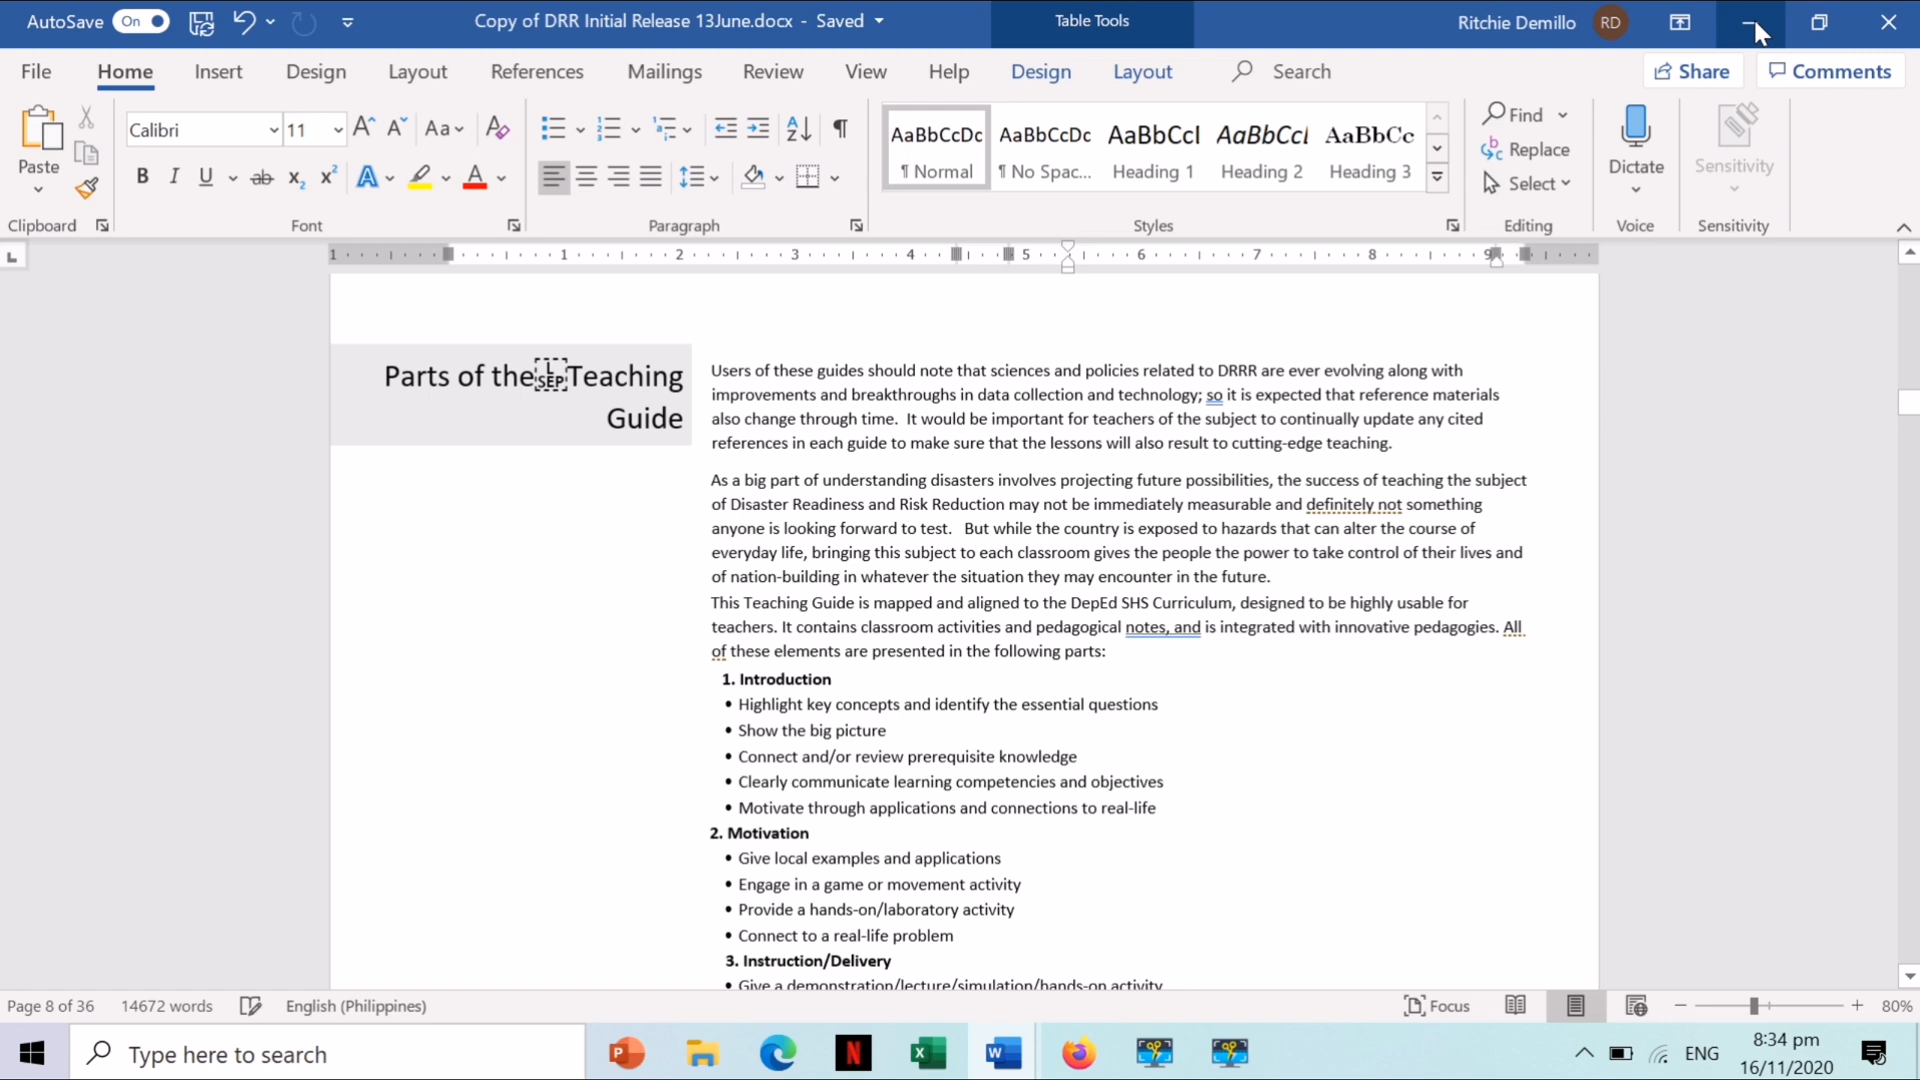 AutoSave On Copy of DRR Initial Release 13June.docx - Saved Table Tools Ritchie Demillo RD
File Home Insert Design Layout References Mailings Review View Help Design Layout Search Share Comments
Paste
Clipboard
Calibri 11
Aa
B I U ab x₂ x² A A
Font
Paragraph
AaBbCcDc AaBbCcDc AaBbCcI AaBbCcL AaBbCc
¶ Normal ¶ No Spac... Heading 1 Heading 2 Heading 3
Styles
Find
Replace
Select
Editing
Dictate
Voice
Sensitivity
Sensitivity
1 1 2 3 4 5 6 7 8 9
Parts of the L SEP Teaching
Guide
Users of these guides should note that sciences and policies related to DRRR are ever evolving along with
improvements and breakthroughs in data collection and technology; so it is expected that reference materials
also change through time. It would be important for teachers of the subject to continually update any cited
references in each guide to make sure that the lessons will also result to cutting-edge teaching.
As a big part of understanding disasters involves projecting future possibilities, the success of teaching the subject
of Disaster Readiness and Risk Reduction may not be immediately measurable and definitely not something
anyone is looking forward to test. But while the country is exposed to hazards that can alter the course of
everyday life, bringing this subject to each classroom gives the people the power to take control of their lives and
of nation-building in whatever the situation they may encounter in the future.
This Teaching Guide is mapped and aligned to the DepEd SHS Curriculum, designed to be highly usable for
teachers. It contains classroom activities and pedagogical notes, and is integrated with innovative pedagogies. All
of these elements are presented in the following parts:
1. Introduction
• Highlight key concepts and identify the essential questions
• Show the big picture
• Connect and/or review prerequisite knowledge
• Clearly communicate learning competencies and objectives
• Motivate through applications and connections to real-life
2. Motivation
• Give local examples and applications
• Engage in a game or movement activity
• Provide a hands-on/laboratory activity
• Connect to a real-life problem
3. Instruction/Delivery
• Give a demonstration/lecture/simulation/hands-on activity
Page 8 of 36 14672 words English (Philippines) Focus 80%
Type here to search
ENG
8:34 pm
16/11/2020